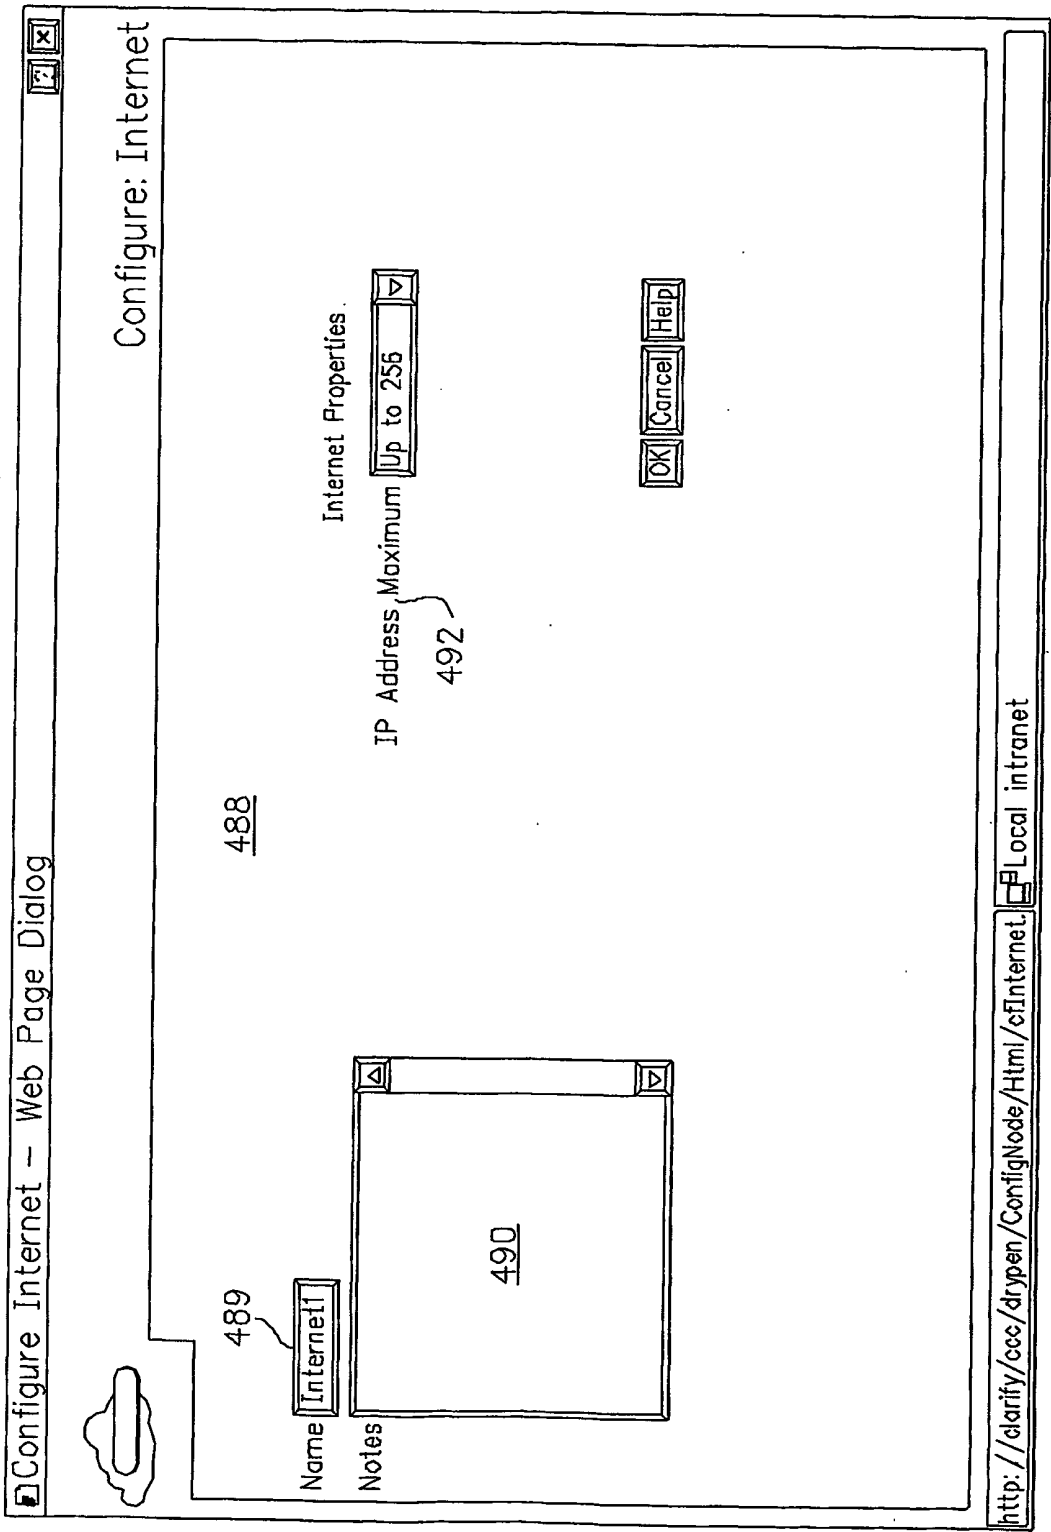 Configure Internet — Web Page Dialog
Configure: Internet
488
489
Name Internet1
Notes
490
Internet Properties
IP Address Maximum Up to 256
492
OK Cancel Help
http://clarify/ccc/drypen/ConfigNode/Html/cfInternet.
Local intranet